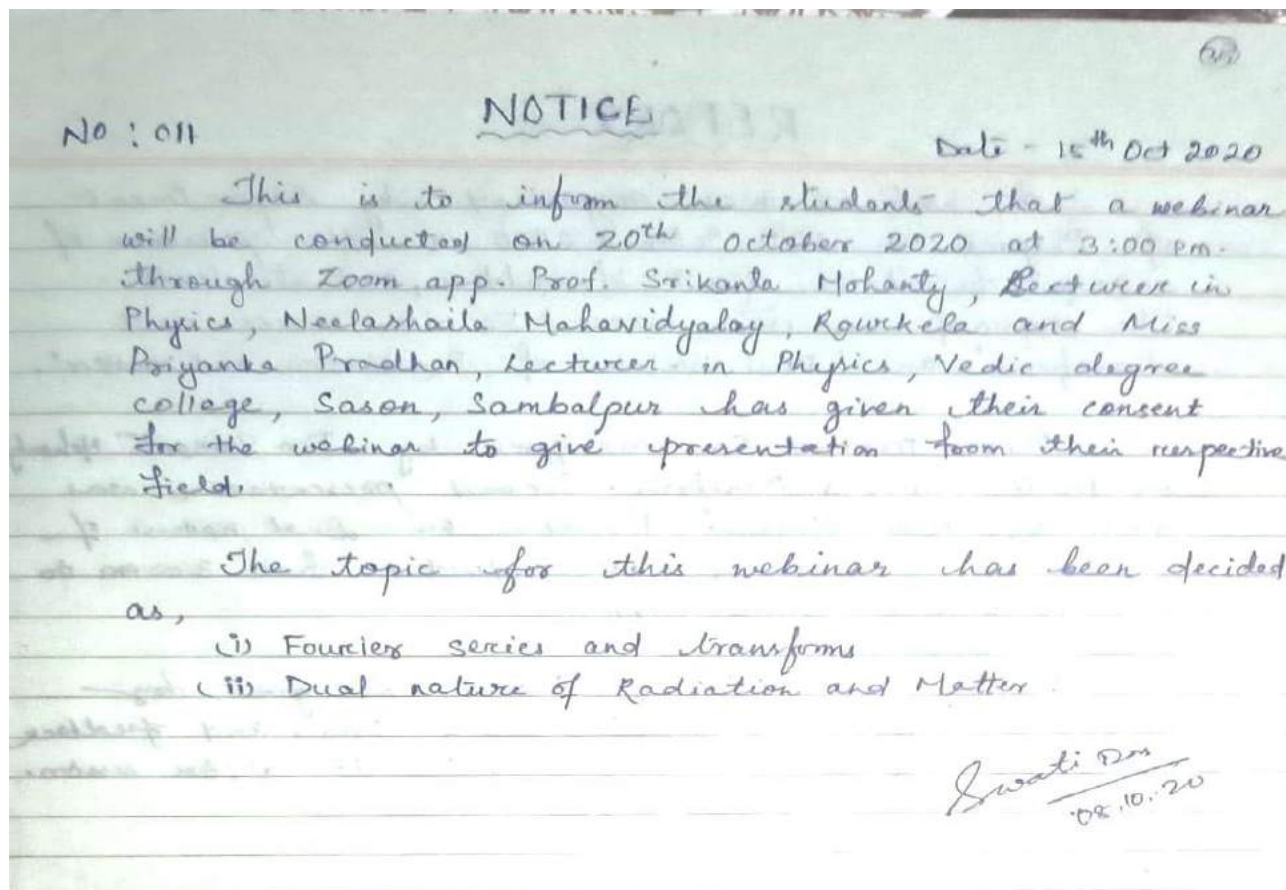 NOTICE
No : 011
Date - 15th Oct 2020
This is to inform the students that a webinar
will be conducted on 20th October 2020 at 3:00 pm.
through Zoom app. Prof. Srikanta Mohanty, Lecturer in
Physics, Neelashaila Mahavidyalay, Rourkela and Miss
Priyanka Pradhan, Lecturer in Physics, Vedic degree
college, Sason, Sambalpur has given their consent
for the webinar to give presentation from their respective
field.
The topic for this webinar has been decided
as,
(i) Fourier series and transforms
(ii) Dual nature of Radiation and Matter.
Swati Das
08.10.20